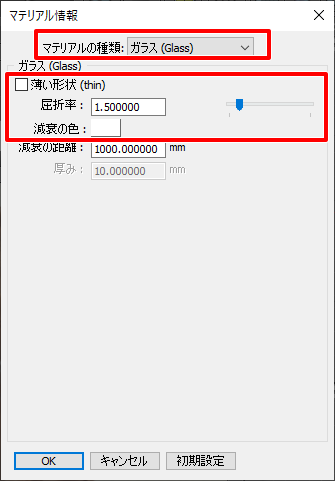 マテリアル情報
マテリアルの種類: ガラス (Glass)
ガラス (Glass)
薄い形状 (thin)
屈折率 : 1.500000
減衰の色 :
減衰の距離 : 1000.000000 mm
厚み : 10.000000 mm
OK キャンセル 初期設定